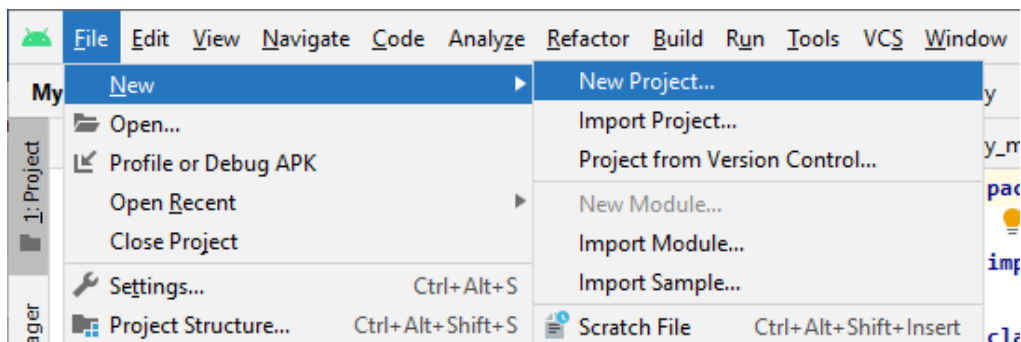 File Edit View Navigate Code Analyze Refactor Build Run Tools VCS Window
My
New
New Project...
y
Open...
Import Project...
y_m
Profile or Debug APK
Project from Version Control...
1: Project
Open Recent
New Module...
pac
Close Project
Import Module...
imp
Settings... Ctrl+Alt+S
Import Sample...
Project Structure... Ctrl+Alt+Shift+S
Scratch File Ctrl+Alt+Shift+Insert
ager
cla